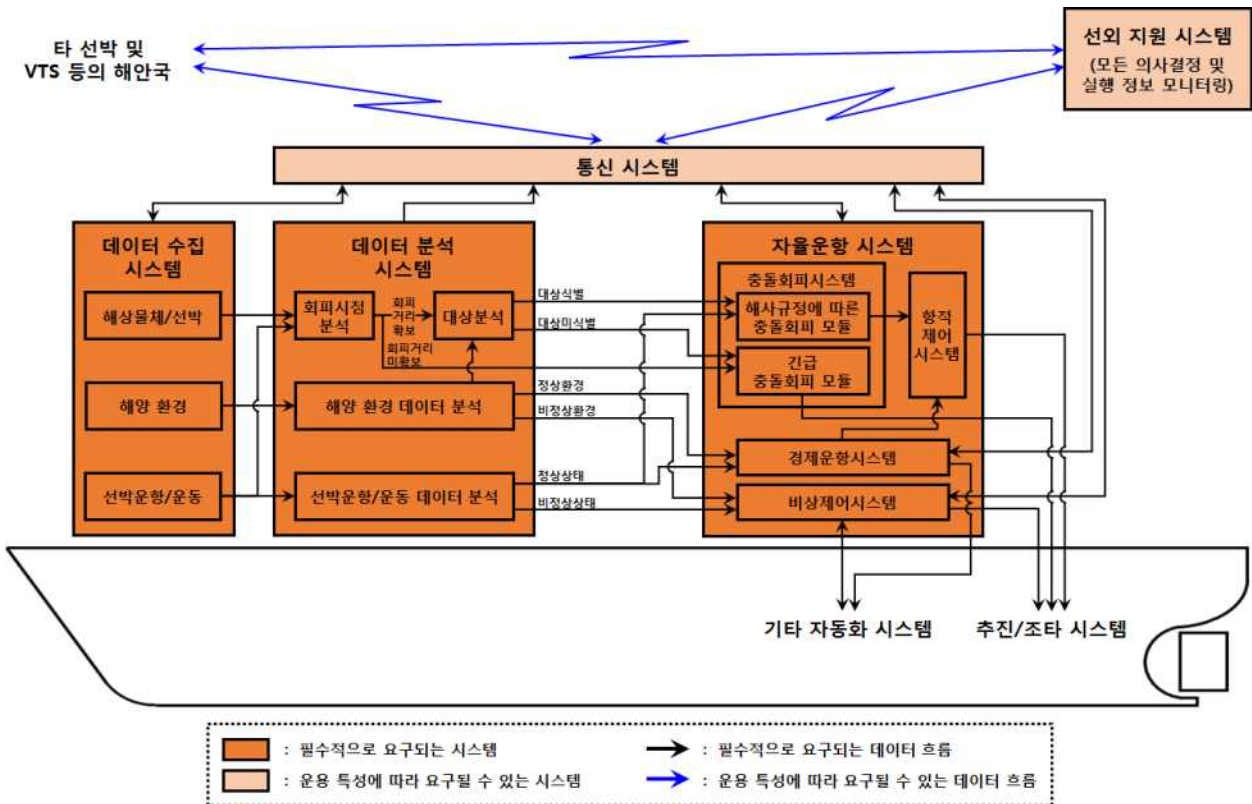 타 선박 및
VTS 등의 해안국
선외 지원 시스템
(모든 의사결정 및
실행 정보 모니터링)
통신 시스템
데이터 수집
시스템
해상물체/선박
해양 환경
선박운항/운동
데이터 분석
시스템
회피시점
분석
회피
거리
확보
회피거리
미확보
대상분석
해양 환경 데이터 분석
선박운항/운동 데이터 분석
대상식별
대상미식별
정상환경
비정상환경
정상상태
비정상상태
자율운항 시스템
충돌회피시스템
해사규정에 따른
충돌회피 모듈
긴급
충돌회피 모듈
항적
제어
시스템
경제운항시스템
비상제어시스템
기타 자동화 시스템
추진/조타 시스템
: 필수적으로 요구되는 시스템
: 필수적으로 요구되는 데이터 흐름
: 운용 특성에 따라 요구될 수 있는 시스템
: 운용 특성에 따라 요구될 수 있는 데이터 흐름